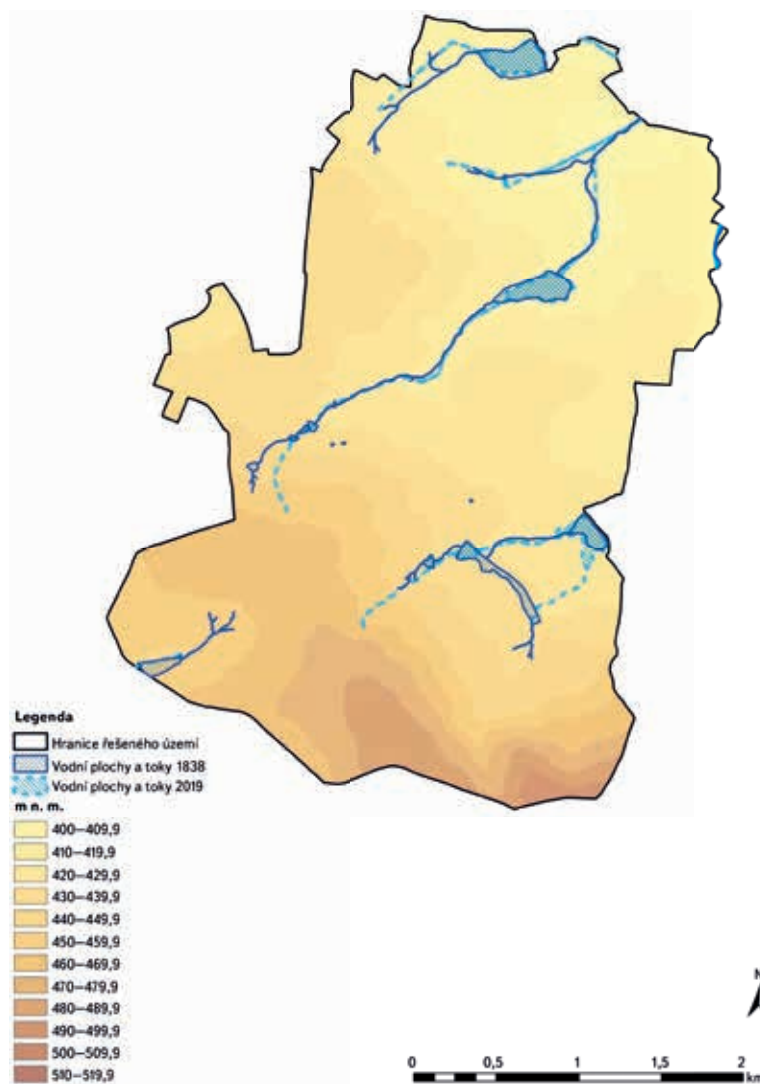 Legenda
Hranice řešeného území
Vodní plochy a toky 1838
Vodní plochy a toky 2019
m n. m.
400—409,9
410—419,9
420—429,9
430—439,9
440—449,9
450—459,9
460—469,9
470—479,9
480—489,9
490—499,9
500—509,9
510—519,9
N
0 0,5 1 1,5 2
km